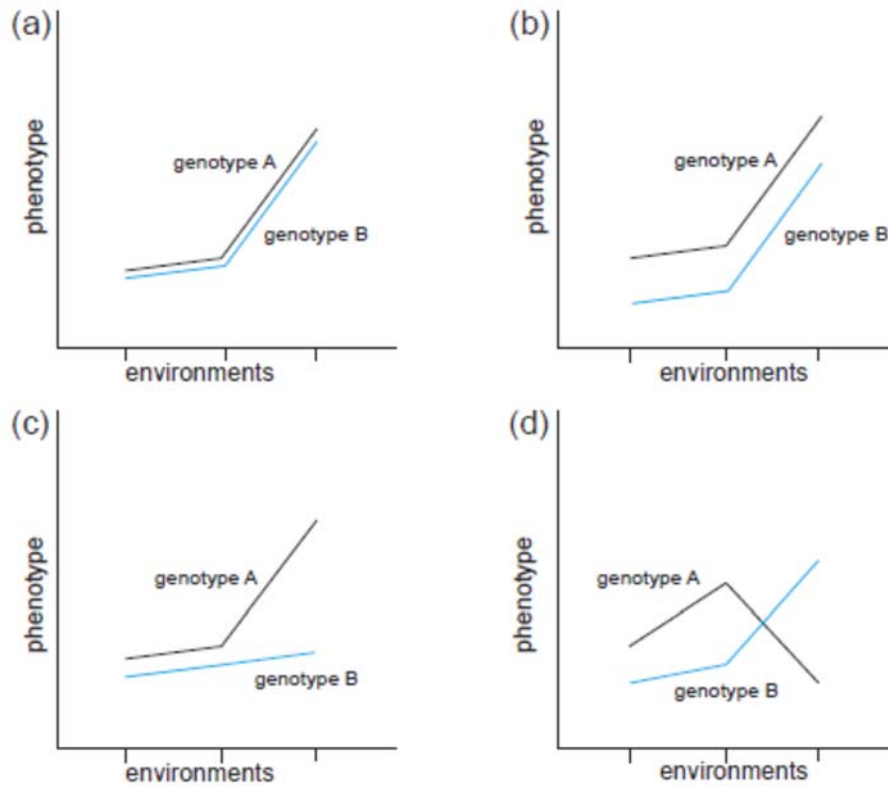 (a)
phenotype
genotype A
genotype B
environments
(b)
phenotype
genotype A
genotype B
environments
(c)
phenotype
genotype A
genotype B
environments
(d)
phenotype
genotype A
genotype B
environments